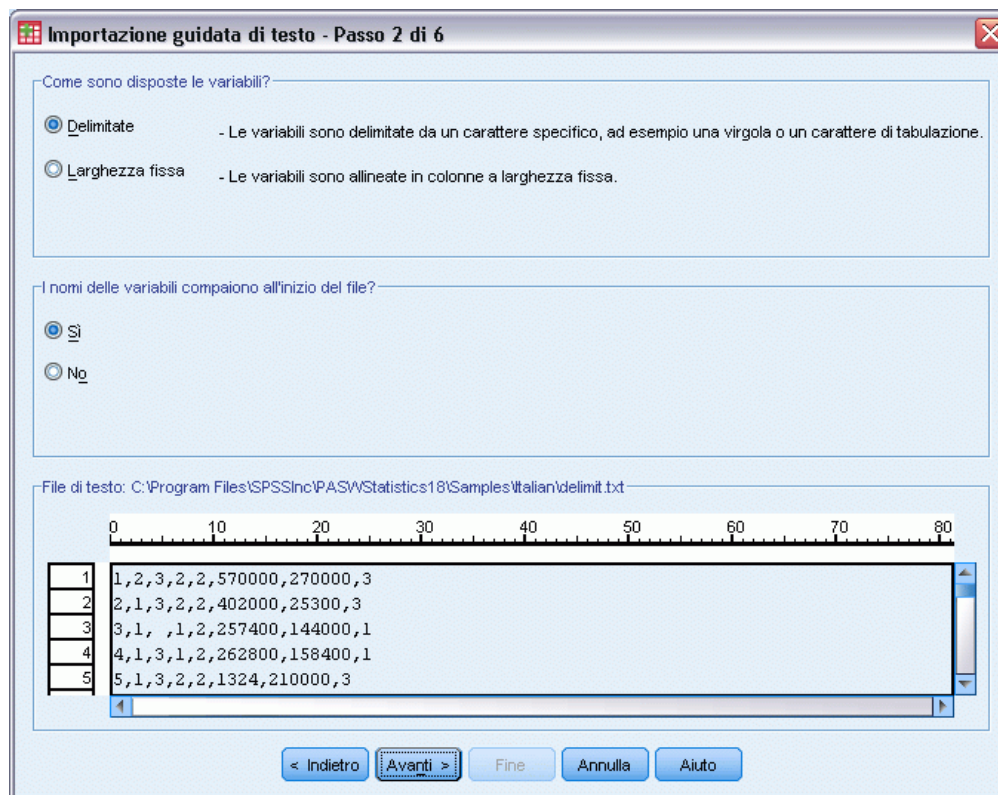 Importazione guidata di testo - Passo 2 di 6
Come sono disposte le variabili?
Delimitate - Le variabili sono delimitate da un carattere specifico, ad esempio una virgola o un carattere di tabulazione.
Larghezza fissa - Le variabili sono allineate in colonne a larghezza fissa.
I nomi delle variabili compaiono all'inizio del file?
Sì
No
File di testo: C:\Program Files\SPSSInc\PASWStatistics18\Samples\Italian\delimit.txt
0 10 20 30 40 50 60 70 80
1 1,2,3,2,2,570000,270000,3
2 2,1,3,2,2,402000,25300,3
3 3,1, ,1,2,257400,144000,1
4 4,1,3,1,2,262800,158400,1
5 5,1,3,2,2,1324,210000,3
< Indietro Avanti > Fine Annulla Aiuto